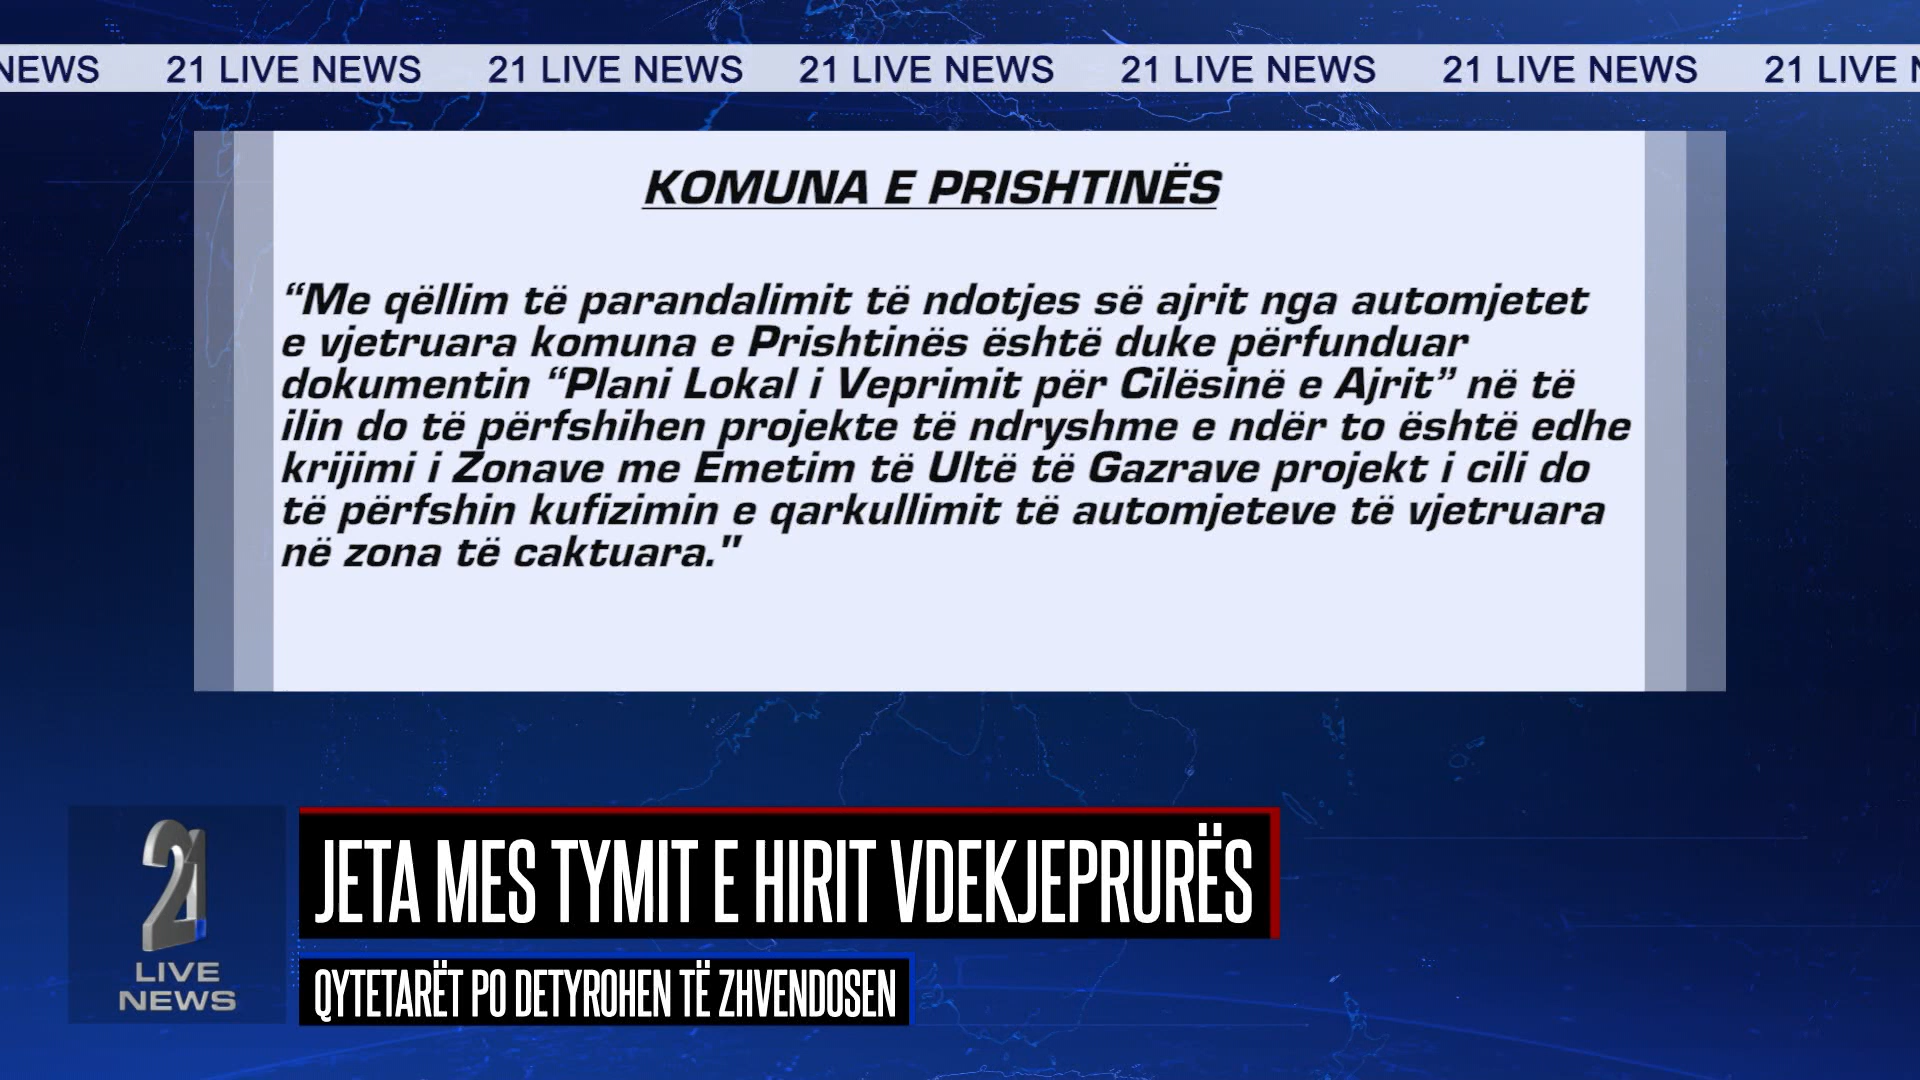 NEWS 21 LIVE NEWS 21 LIVE NEWS 21 LIVE NEWS 21 LIVE NEWS 21 LIVE NEWS 21 LIVE
KOMUNA E PRISHTINËS
“Me qëllim të parandalimit të ndotjes së ajrit nga automjetet
e vjetruara komuna e Prishtinës është duke përfunduar
dokumentin “Plani Lokal i Veprimit për Cilësinë e Ajrit” në të
ilin do të përfshihen projekte të ndryshme e ndër to është edhe
krijimi i Zonave me Emetim të Ultë të Gazrave projekt i cili do
të përfshin kufizimin e qarkullimit të automjeteve të vjetruara
në zona të caktuara."
JETA MES TYMIT E HIRIT VDEKJEPRURËS
QYTETARËT PO DETYROHEN TË ZHVENDOSEN
21
LIVE
NEWS